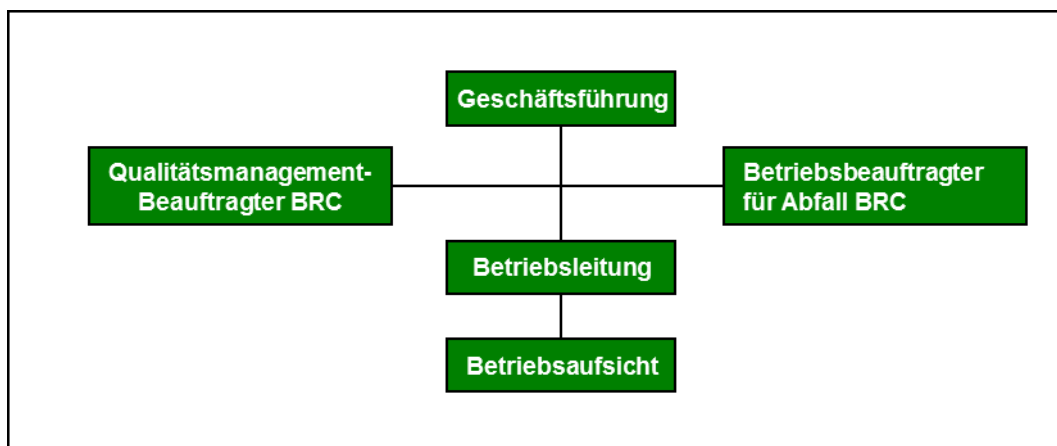 Geschäftsführung
Qualitätsmanagement-
Beauftragter BRC
Betriebsbeauftragter
für Abfall BRC
Betriebsleitung
Betriebsaufsicht